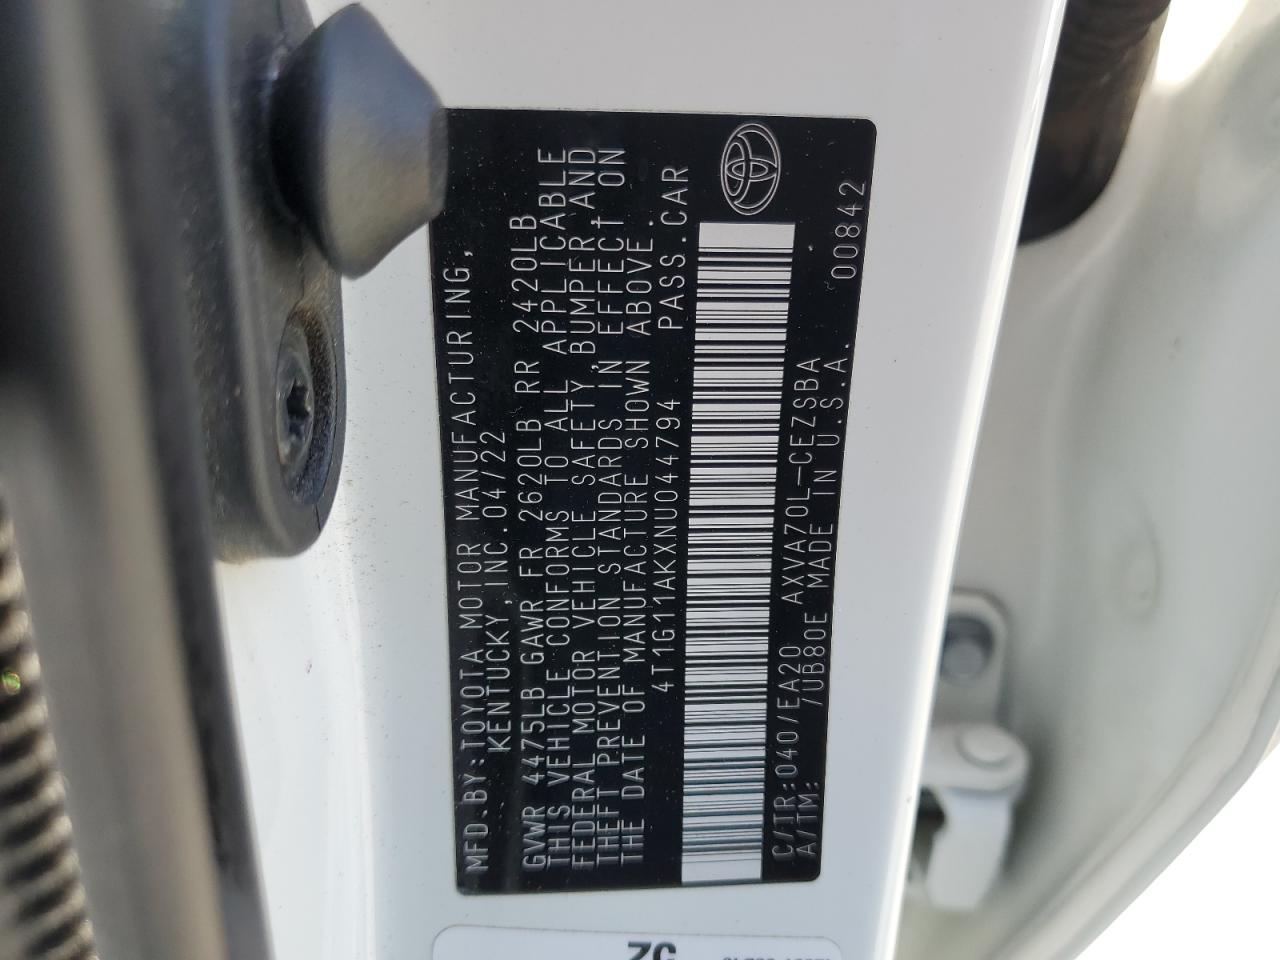 MFD.BY:TOYOTA MOTOR MANUFACTURING,
KENTUCKY,INC.04/22
GVWR 4475LB GAWR FR 2620LB RR 2420LB
THIS VEHICLE CONFORMS TO ALL APPLICABLE
FEDERAL MOTOR VEHICLE SAFETY,BUMPER,AND
THEFT PREVENTION STANDARDS IN EFFECT ON
THE DATE OF MANUFACTURE SHOWN ABOVE.
4T1G11AKXNU044794 PASS.CAR
C/TR:040/EA20 AXVA70L-CEZSBA 00842
A/TM: /UB80E MADE IN U.S.A.